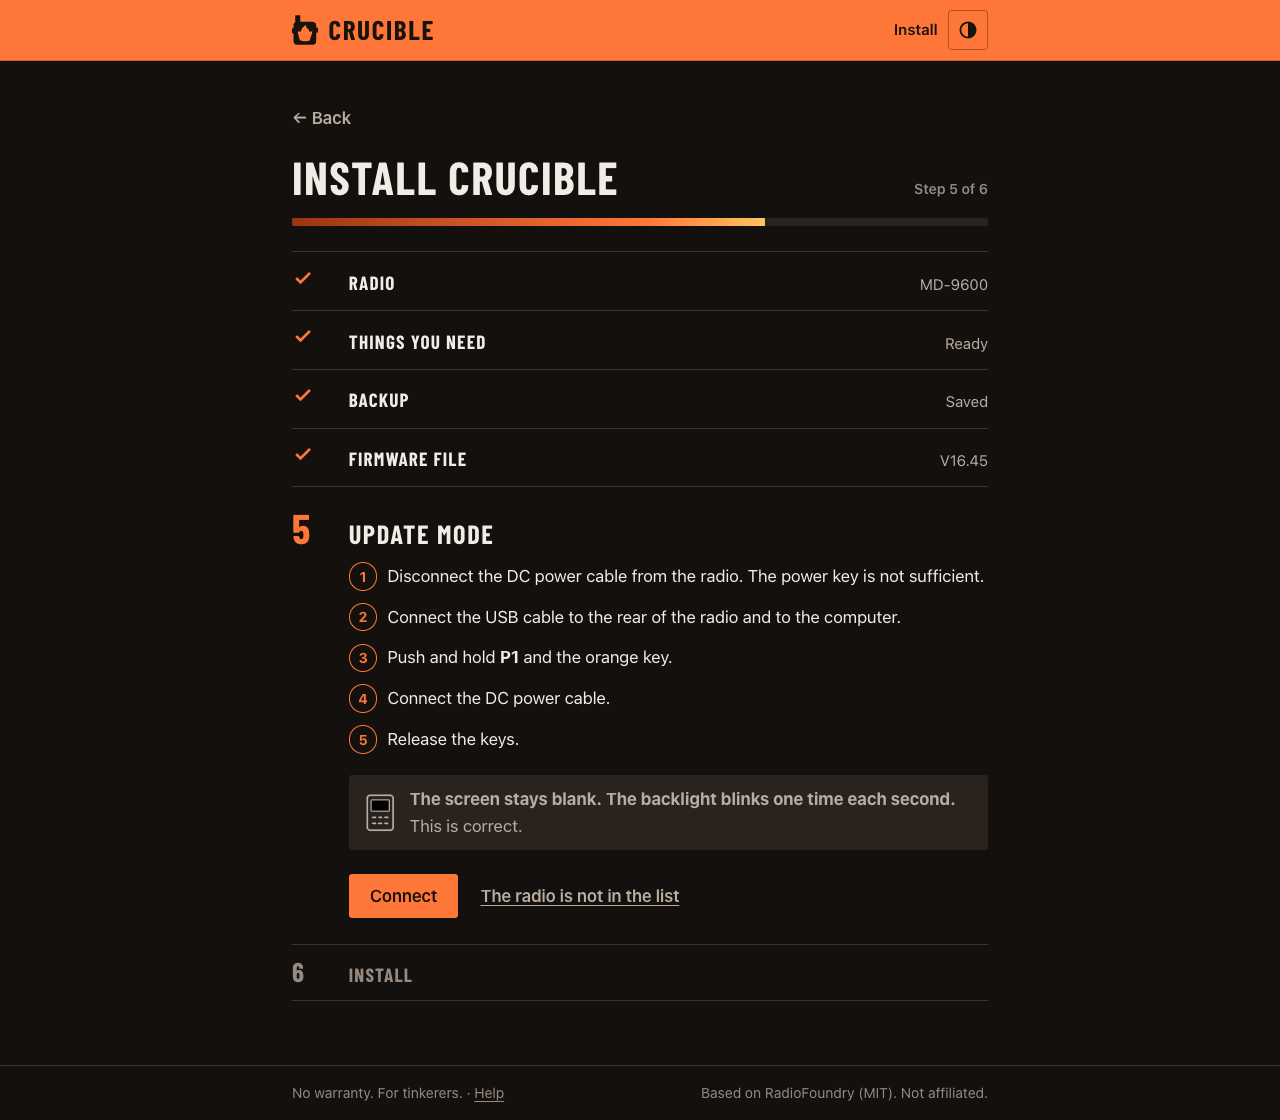 CRUCIBLE
Install
← Back
INSTALL CRUCIBLE
Step 5 of 6
RADIO
MD-9600
THINGS YOU NEED
Ready
BACKUP
Saved
FIRMWARE FILE
V16.45
5
UPDATE MODE
1 Disconnect the DC power cable from the radio. The power key is not sufficient.
2 Connect the USB cable to the rear of the radio and to the computer.
3 Push and hold P1 and the orange key.
4 Connect the DC power cable.
5 Release the keys.
The screen stays blank. The backlight blinks one time each second.
This is correct.
Connect
The radio is not in the list
6
INSTALL
No warranty. For tinkerers. · Help
Based on RadioFoundry (MIT). Not affiliated.